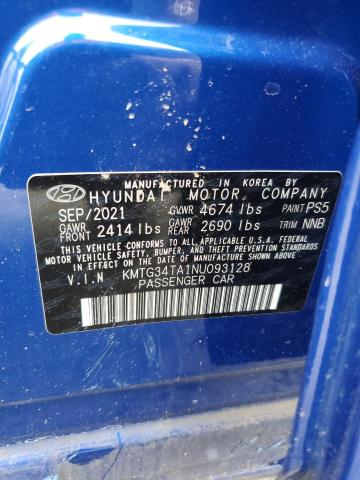 MANUFACTURED IN KOREA BY
HYUNDAI MOTOR COMPANY
SEP/2021 GVWR 4674 lbs PAINT PS5
GAWR FRONT 2414 lbs GAWR REAR 2690 lbs TRIM NNB
THIS VEHICLE CONFORMS TO ALL APPLICABLE U.S.A. FEDERAL
MOTOR VEHICLE SAFETY, BUMPER, AND THEFT PREVENTION
STANDARDS IN EFFECT ON THE DATE OF MANUFACTURE SHOWN ABOVE.
V.I.N KMTG34TA1NU093128
PASSENGER CAR